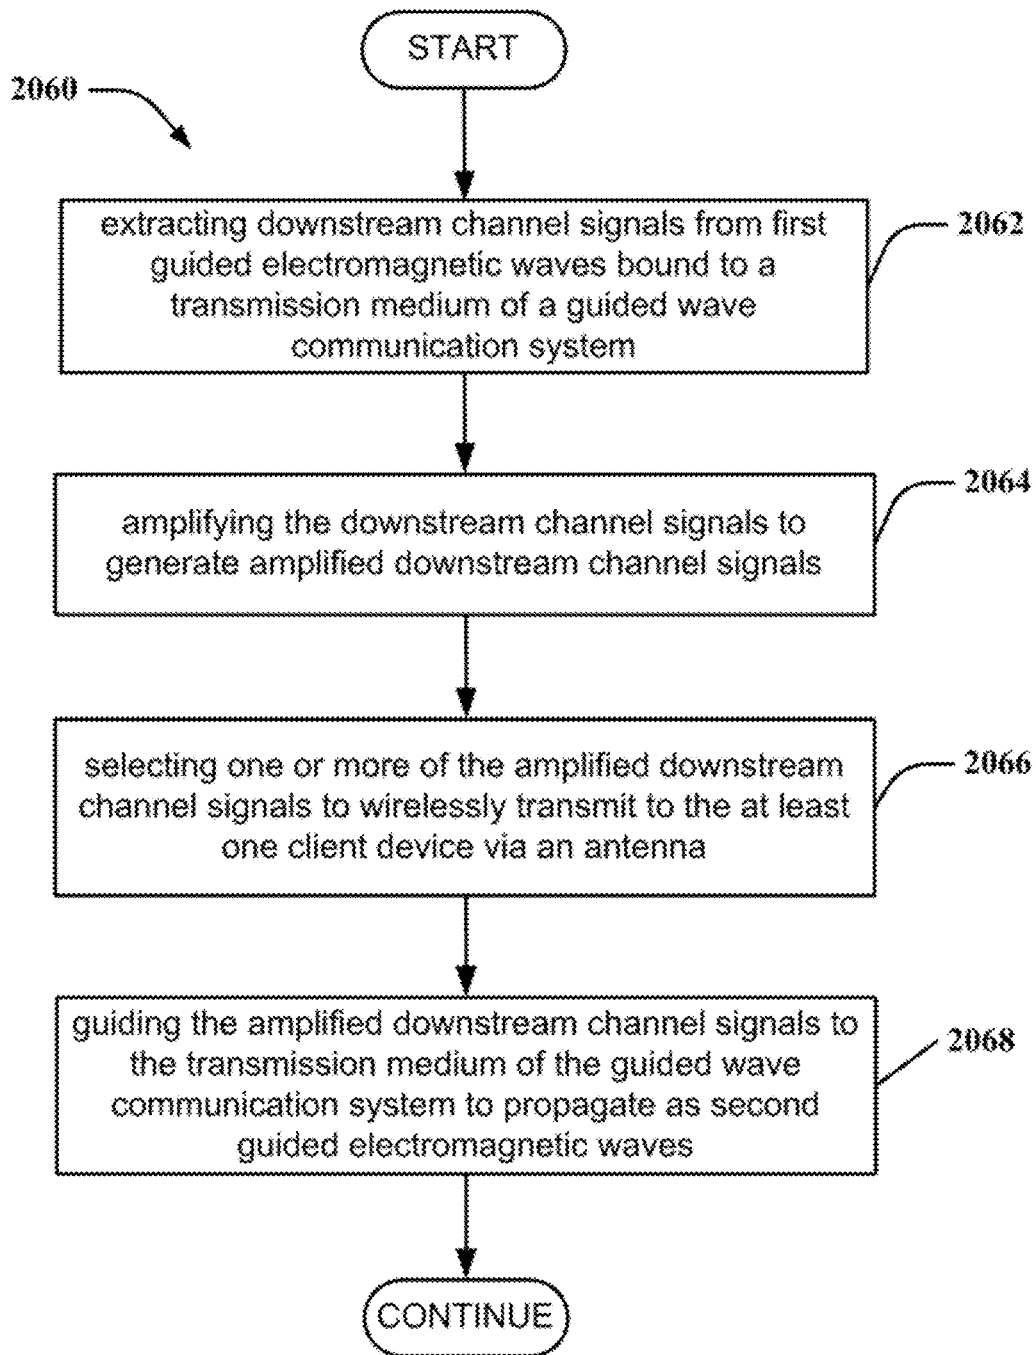 START
2060
extracting downstream channel signals from first
guided electromagnetic waves bound to a
transmission medium of a guided wave
communication system
2062
amplifying the downstream channel signals to
generate amplified downstream channel signals
2064
selecting one or more of the amplified downstream
channel signals to wirelessly transmit to the at least
one client device via an antenna
2066
guiding the amplified downstream channel signals to
the transmission medium of the guided wave
communication system to propagate as second
guided electromagnetic waves
2068
CONTINUE